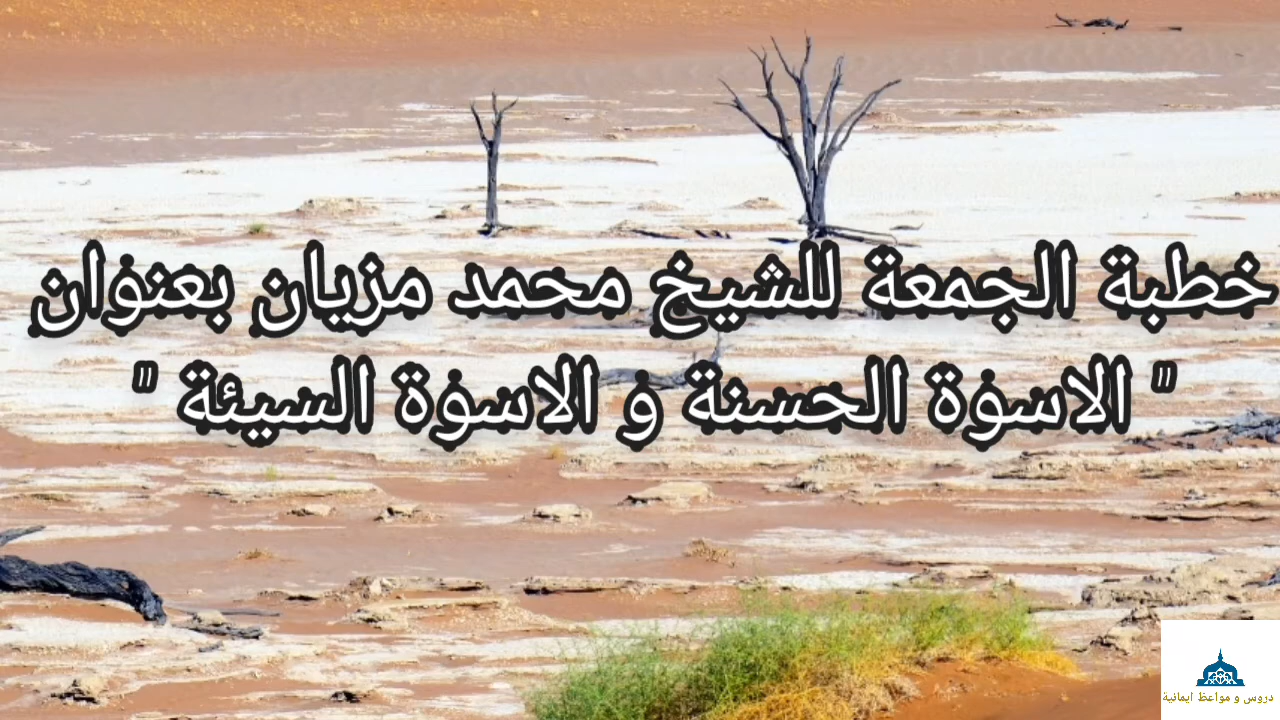 خطبة الجمعة للشيخ محمد مزيان بعنوان
" الاسوة الحسنة و الاسوة السيئة "
دروس و مواعظ ايمانية